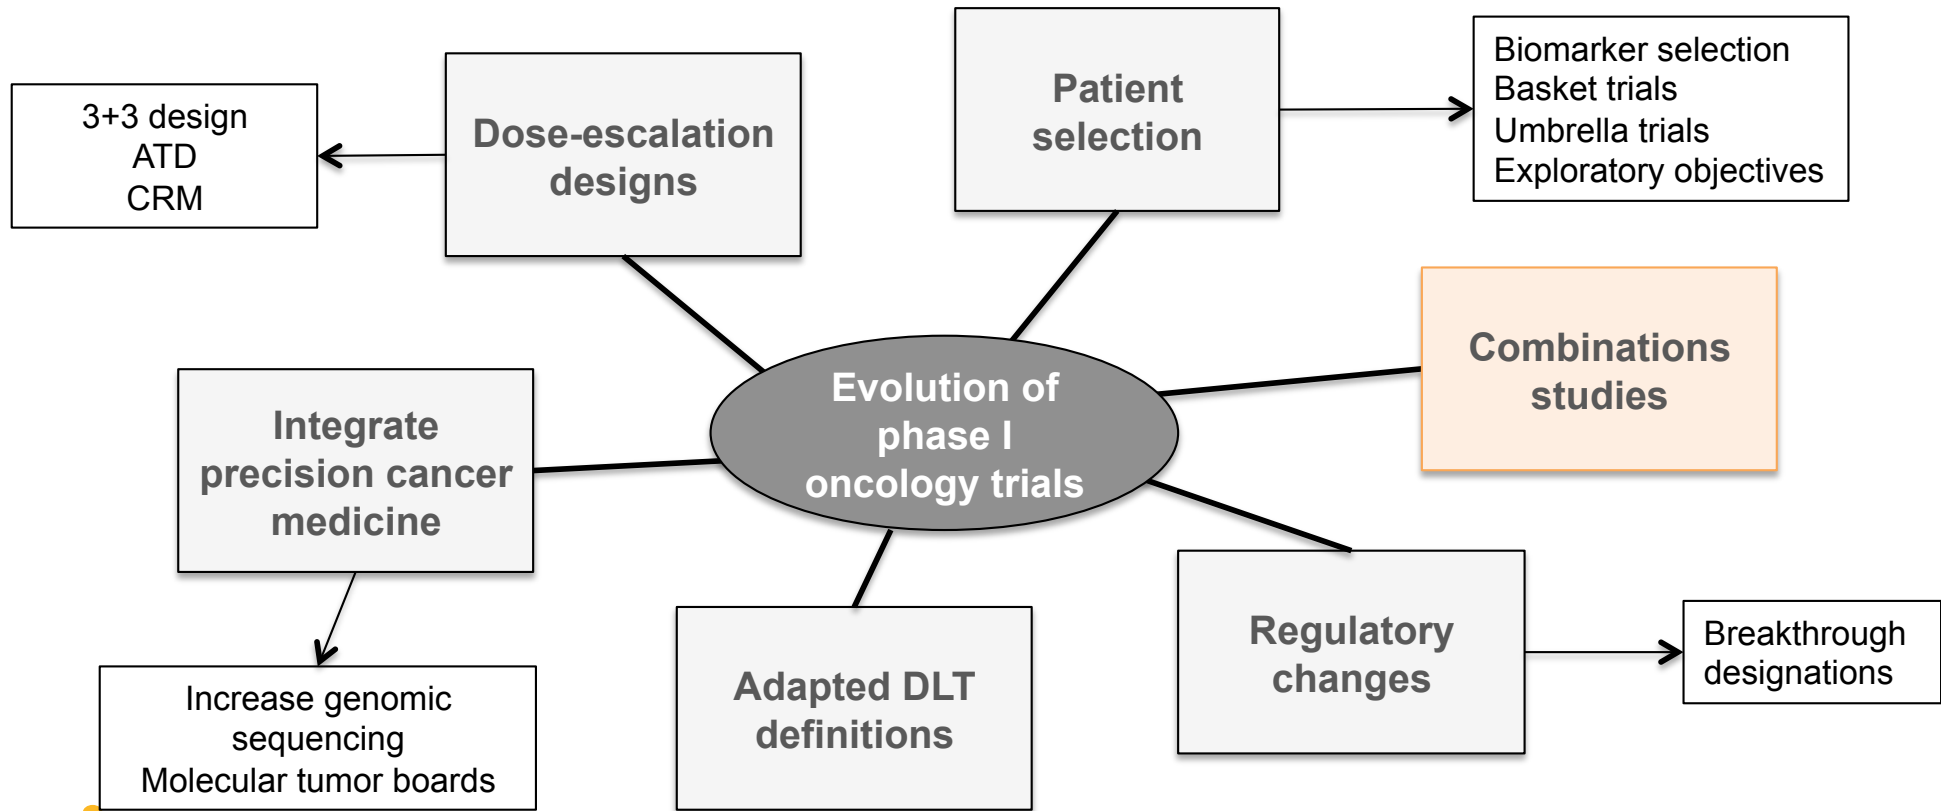 3+3 design
ATD
CRM
Dose-escalation
designs
Patient
selection
Biomarker selection
Basket trials
Umbrella trials
Exploratory objectives
Combinations
studies
Evolution of
phase I
oncology trials
Integrate
precision cancer
medicine
Increase genomic
sequencing
Molecular tumor boards
Adapted DLT
definitions
Regulatory
changes
Breakthrough
designations